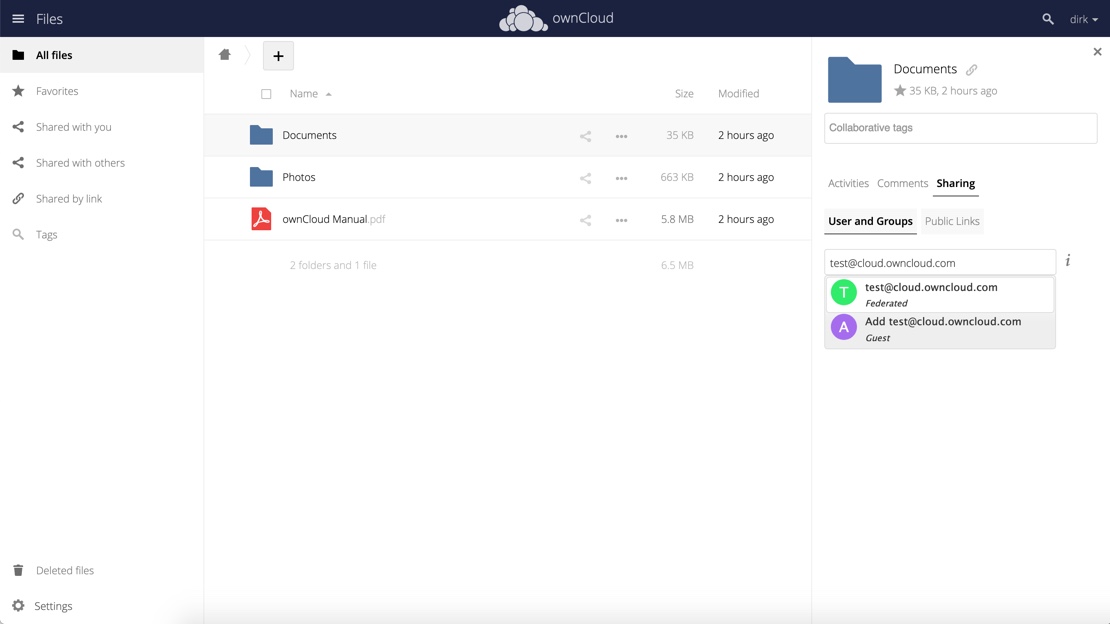 Files
ownCloud
dirk
All files
Favorites
Shared with you
Shared with others
Shared by link
Tags
Deleted files
Settings
+
Name Size Modified
Documents 35 KB 2 hours ago
Photos 663 KB 2 hours ago
ownCloud Manual.pdf 5.8 MB 2 hours ago
2 folders and 1 file 6.5 MB
Documents
35 KB, 2 hours ago
Collaborative tags
Activities Comments Sharing
User and Groups Public Links
test@cloud.owncloud.com i
T test@cloud.owncloud.com
Federated
A Add test@cloud.owncloud.com
Guest